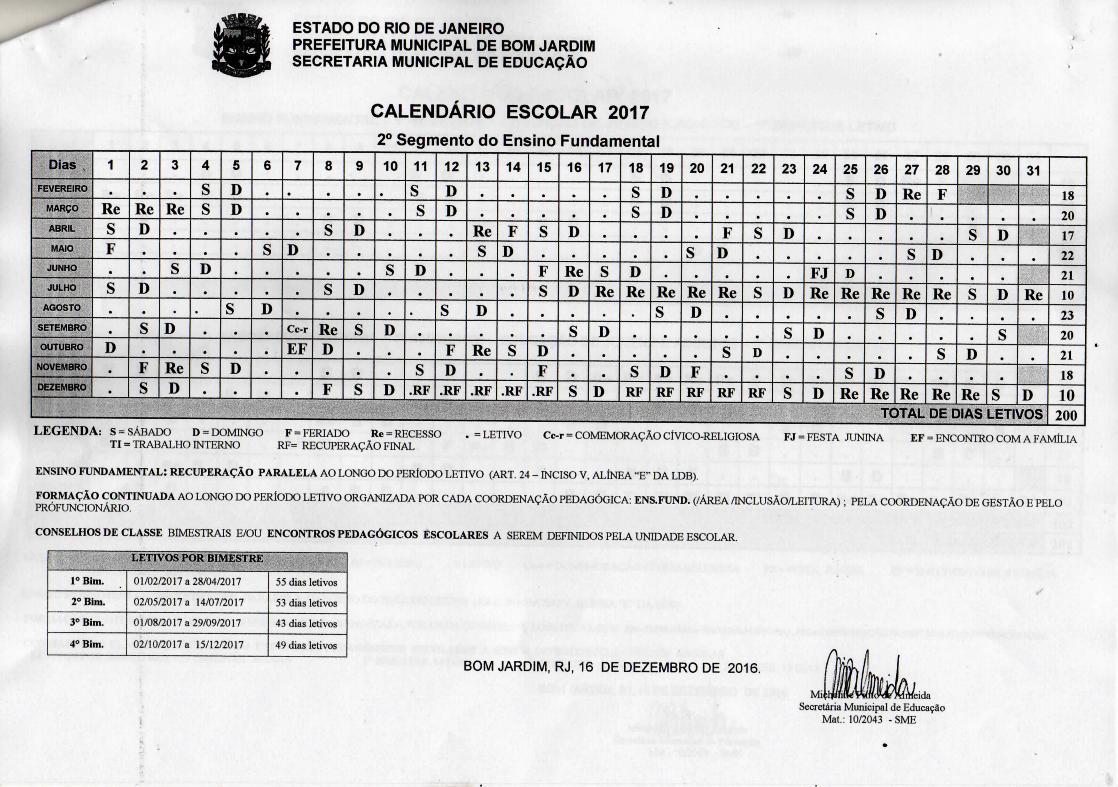 ESTADO DO RIO DE JANEIRO
PREFEITURA MUNICIPAL DE BOM JARDIM
SECRETARIA MUNICIPAL DE EDUCAÇÃO
CALENDÁRIO ESCOLAR 2017
2º Segmento do Ensino Fundamental
Dias 1 2 3 4 5 6 7 8 9 10 11 12 13 14 15 16 17 18 19 20 21 22 23 24 25 26 27 28 29 30 31
FEVEREIRO . . . S D . . . . . S D . . . . . S D . . . . . S D Re F 18
MARÇO Re Re Re S D . . . . . S D . . . . . S D . . . . . S D . . . . . 20
ABRIL S D . . . . . S D . . . Re F S D . . . . F S D . . . . . S D 17
MAIO F . . . . S D . . . . . S D . . . . . S D . . . . . S D . . . 22
JUNHO . . S D . . . . . S D . . . F Re S D . . . . . FJ D . . . . . 21
JULHO S D . . . . . S D . . . . . S D Re Re Re Re Re S D Re Re Re Re Re S D Re 10
AGOSTO . . . . S D . . . . . S D . . . . . S D . . . . . S D . . . . 23
SETEMBRO . S D . . . Ce-r Re S D . . . . . S D . . . . . S D . . . . . S 20
OUTUBRO D . . . . . EF D . . . F Re S D . . . . . S D . . . . . S D . . 21
NOVEMBRO . F Re S D . . . . . S D . . F . . S D F . . . . S D . . . . 18
DEZEMBRO . S D . . . . F S D .RF .RF .RF .RF .RF S D RF RF RF RF RF S D Re Re Re Re Re S D 10
TOTAL DE DIAS LETIVOS 200
LEGENDA: S = SÁBADO D = DOMINGO F = FERIADO Re = RECESSO . = LETIVO Ce-r = COMEMORAÇÃO CÍVICO-RELIGIOSA FJ = FESTA JUNINA EF = ENCONTRO COM A FAMÍLIA
TI = TRABALHO INTERNO RF= RECUPERAÇÃO FINAL
ENSINO FUNDAMENTAL: RECUPERAÇÃO PARALELA AO LONGO DO PERÍODO LETIVO (ART. 24 – INCISO V, ALÍNEA “E” DA LDB).
FORMAÇÃO CONTINUADA AO LONGO DO PERÍODO LETIVO ORGANIZADA POR CADA COORDENAÇÃO PEDAGÓGICA: ENS.FUND. (/ÁREA /INCLUSÃO/LEITURA) ; PELA COORDENAÇÃO DE GESTÃO E PELO
PRÓFUNCIONÁRIO.
CONSELHOS DE CLASSE BIMESTRAIS E/OU ENCONTROS PEDAGÓGICOS ESCOLARES A SEREM DEFINIDOS PELA UNIDADE ESCOLAR.
LETIVOS POR BIMESTRE
1º Bim. 01/02/2017 a 28/04/2017 55 dias letivos
2º Bim. 02/05/2017 a 14/07/2017 53 dias letivos
3º Bim. 01/08/2017 a 29/09/2017 43 dias letivos
4º Bim. 02/10/2017 a 15/12/2017 49 dias letivos
BOM JARDIM, RJ, 16 DE DEZEMBRO DE 2016.
de Almeida
Secretária Municipal de Educação
Mat.: 10/2043 - SME